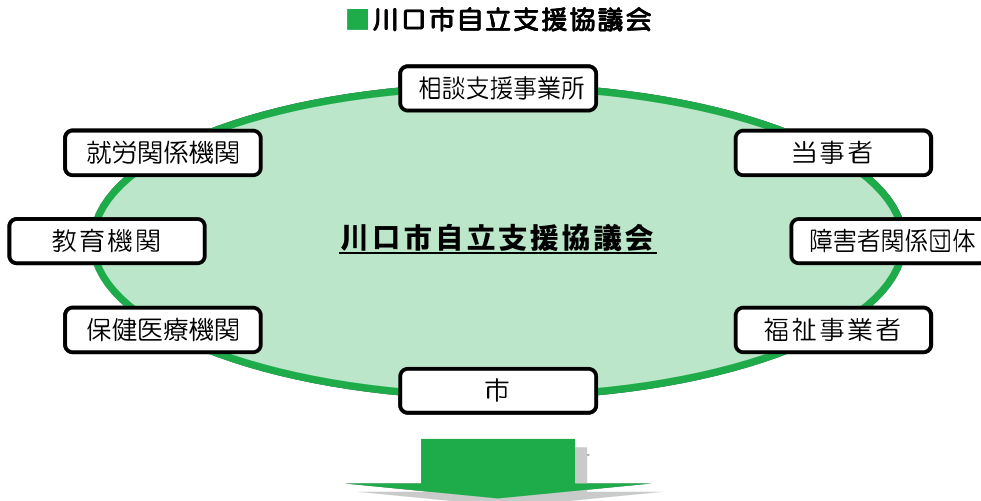 ■川口市自立支援協議会
相談支援事業所
就労関係機関
当事者
教育機関
川口市自立支援協議会
障害者関係団体
保健医療機関
福祉事業者
市